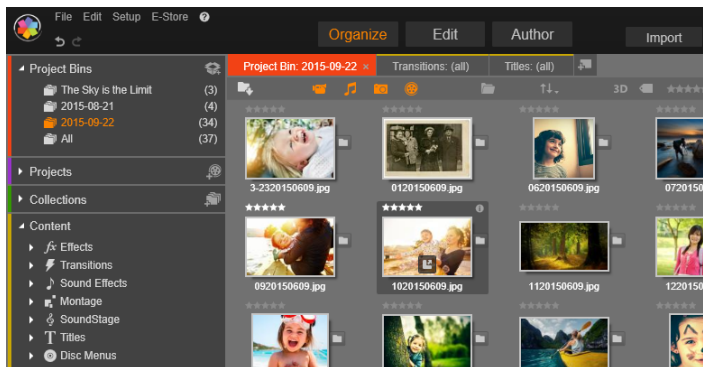 File Edit Setup E-Store ?
Organize Edit Author Import
Project Bins
The Sky is the Limit (3)
2015-08-21 (4)
2015-09-22 (34)
All (37)
Projects
Collections
Content
fx Effects
Transitions
Sound Effects
Montage
SoundStage
T Titles
Disc Menus
Project Bin: 2015-09-22 × Transitions: (all) Titles: (all)
3D
3-2320150609.jpg 0120150609.jpg 0620150609.jpg 0720150
0920150609.jpg 1020150609.jpg 1120150609.jpg 1220150